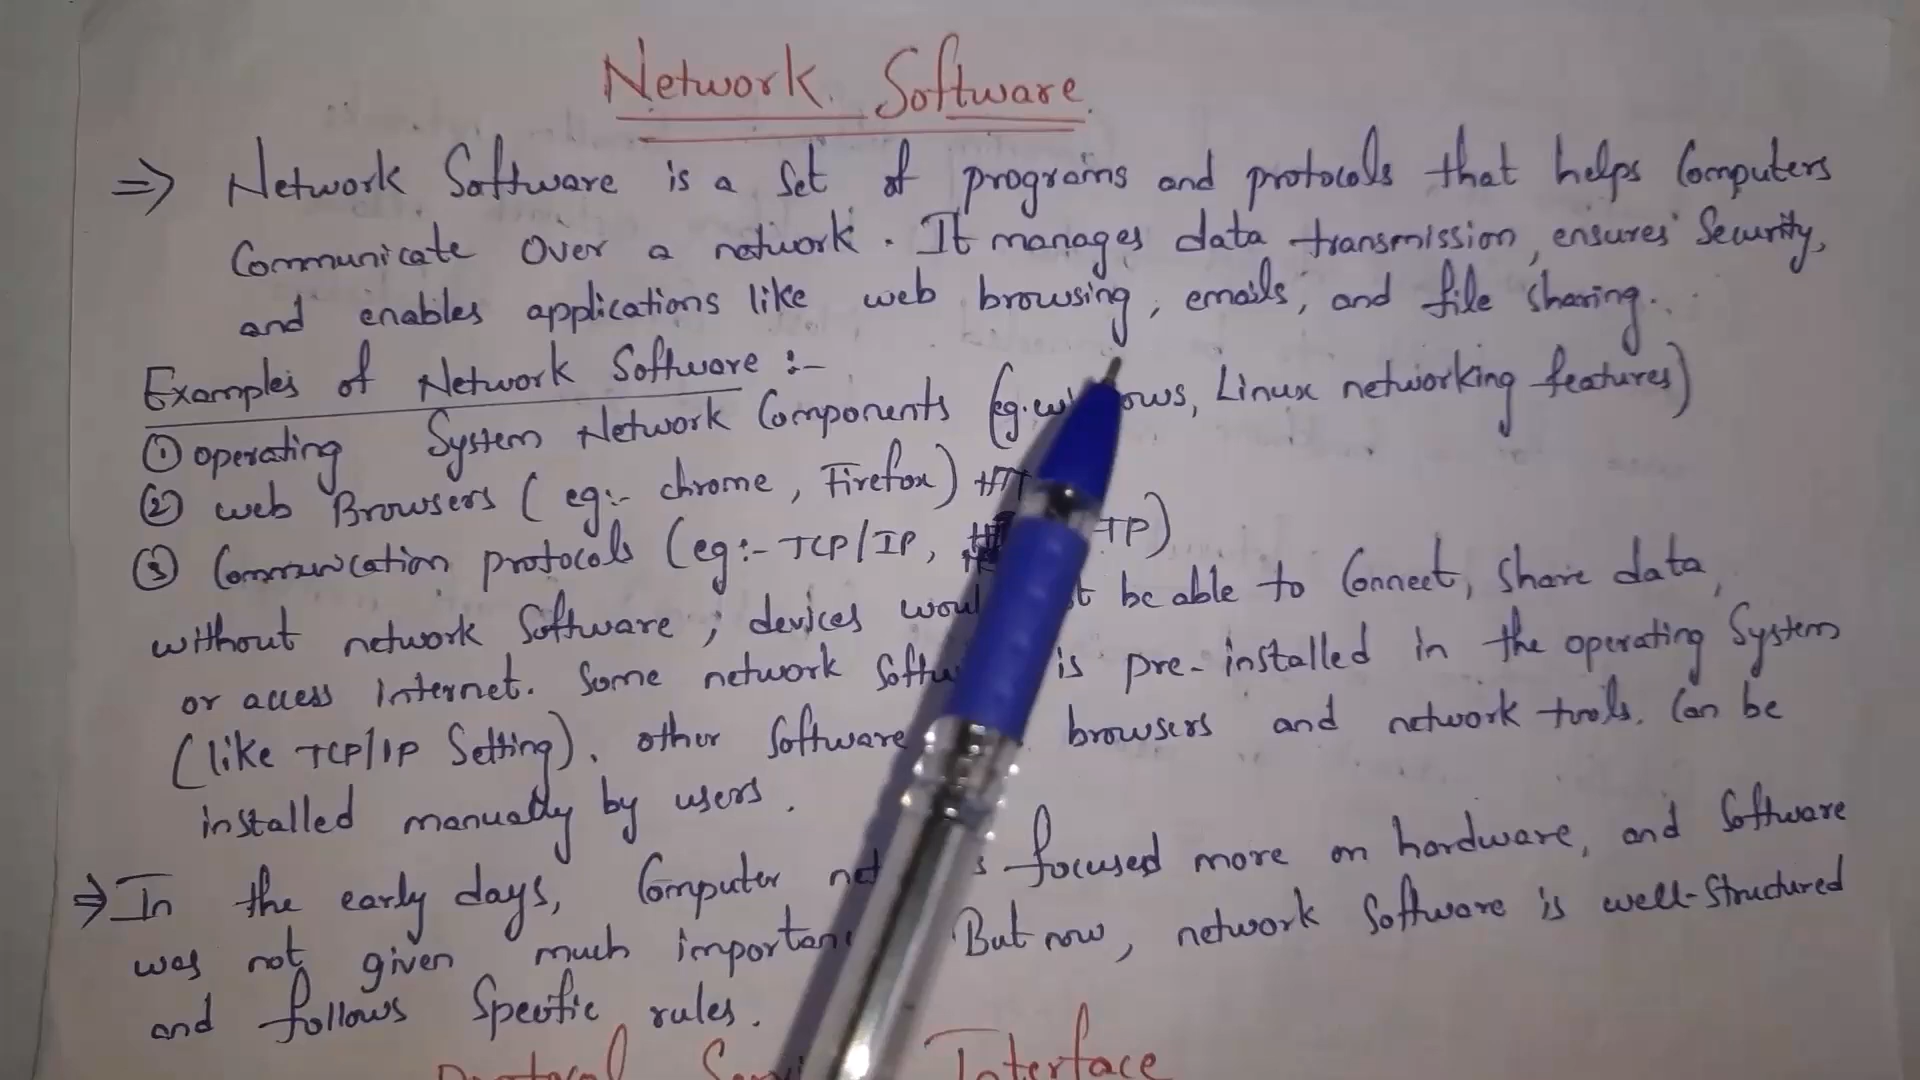 Network Software
⇒ Network Software is a set of programs and protocols that helps Computers
Communicate over a network. It manages data transmission, ensures Security,
and enables applications like web browsing, emails, and file sharing.
Examples of Network Software :-
① operating System Network Components (eg. ows, Linux networking features)
② web Browsers ( eg:- chrome, Firefox)
③ Communication protocols (eg:- TCP/IP, TP)
without network Software, devices be able to Connect, Share data,
or access internet. Some network is pre-installed in the operating System
(like TCP/IP Setting). other Software browsers and network tools. Can be
installed manually by users.
⇒ In the early days, Computer focused more on hardware, and Software
was not given much But now, network Software is well-structured
and follows Specific rules.
Protocol Interface